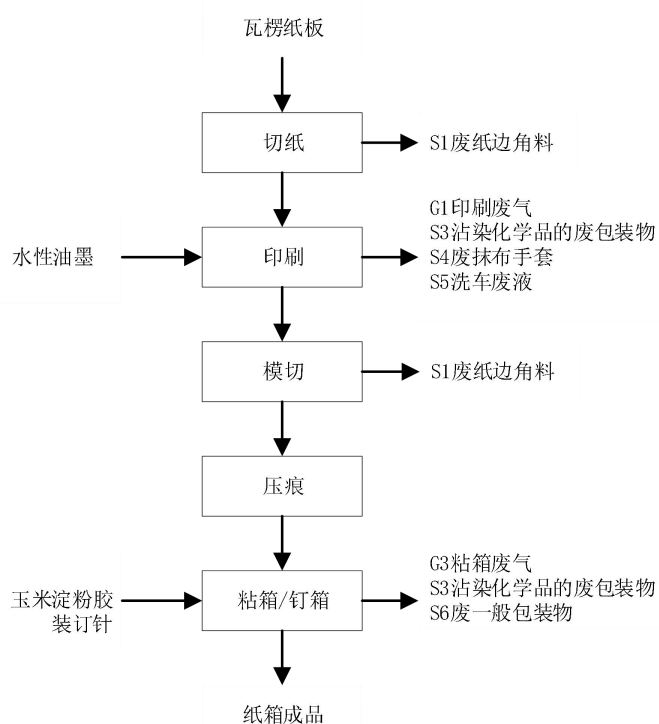 瓦楞纸板
切纸
S1废纸边角料
G1印刷废气
S3沾染化学品的废包装物
水性油墨
印刷
S4废抹布手套
S5洗车废液
模切
S1废纸边角料
压痕
G3粘箱废气
S3沾染化学品的废包装物
玉米淀粉胶
装订针
粘箱/钉箱
S6废一般包装物
纸箱成品